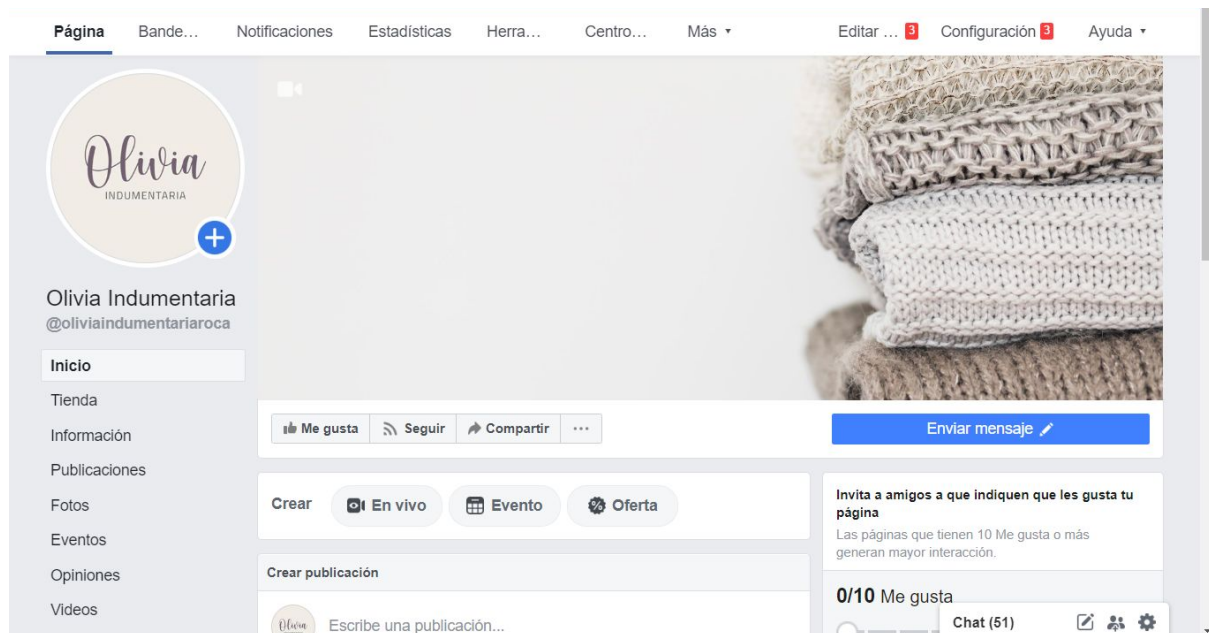 Página Bande... Notificaciones Estadísticas Herra... Centro... Más Editar ... 3 Configuración 3 Ayuda
Olivia
INDUMENTARIA
Olivia Indumentaria
@oliviaindumentariaroca
Inicio
Tienda
Información
Publicaciones
Fotos
Eventos
Opiniones
Videos
Me gusta Seguir Compartir ...
Enviar mensaje
Crear En vivo Evento Oferta
Crear publicación
Olivia
Escribe una publicación...
Invita a amigos a que indiquen que les gusta tu
página
Las páginas que tienen 10 Me gusta o más
generan mayor interacción.
0/10 Me gusta
Chat (51)